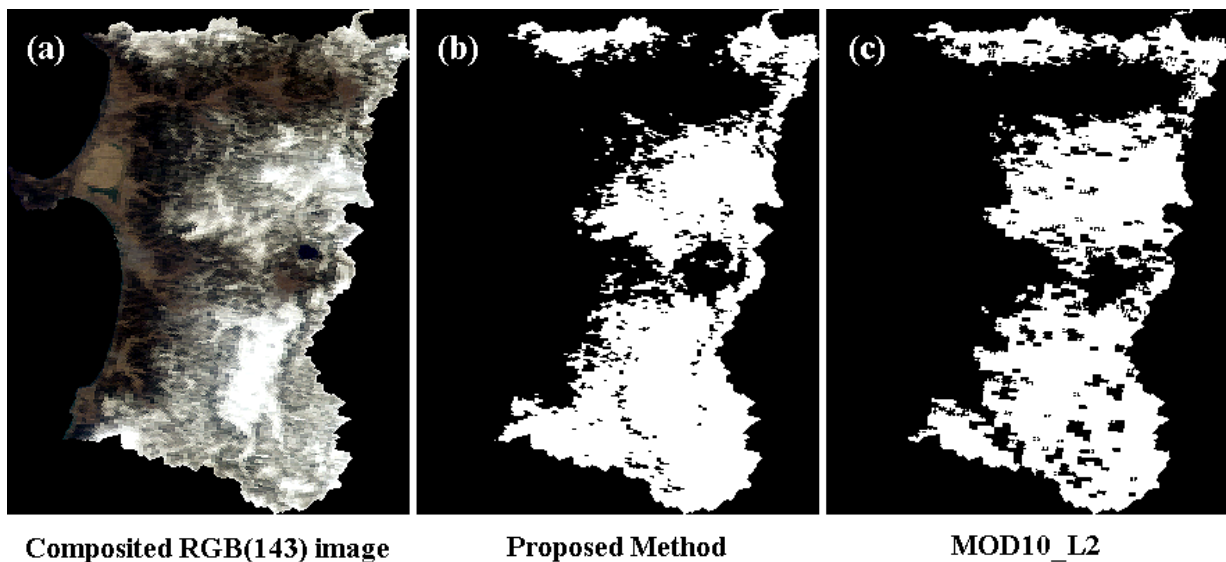 (a)
(b)
(c)
Composited RGB(143) image
Proposed Method
MOD10_L2